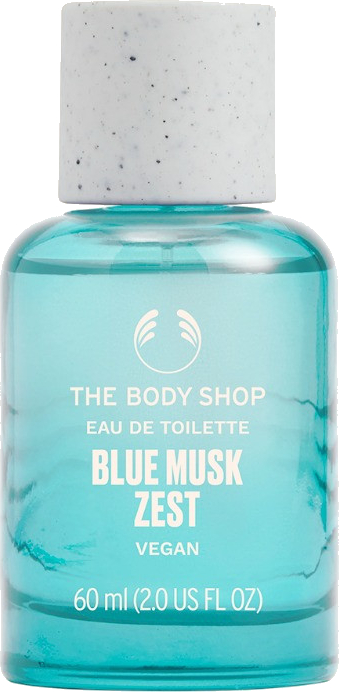 THE BODY SHOP
EAU DE TOILETTE
BLUE MUSK
ZEST
VEGAN
60 ml (2.0 US FL OZ)